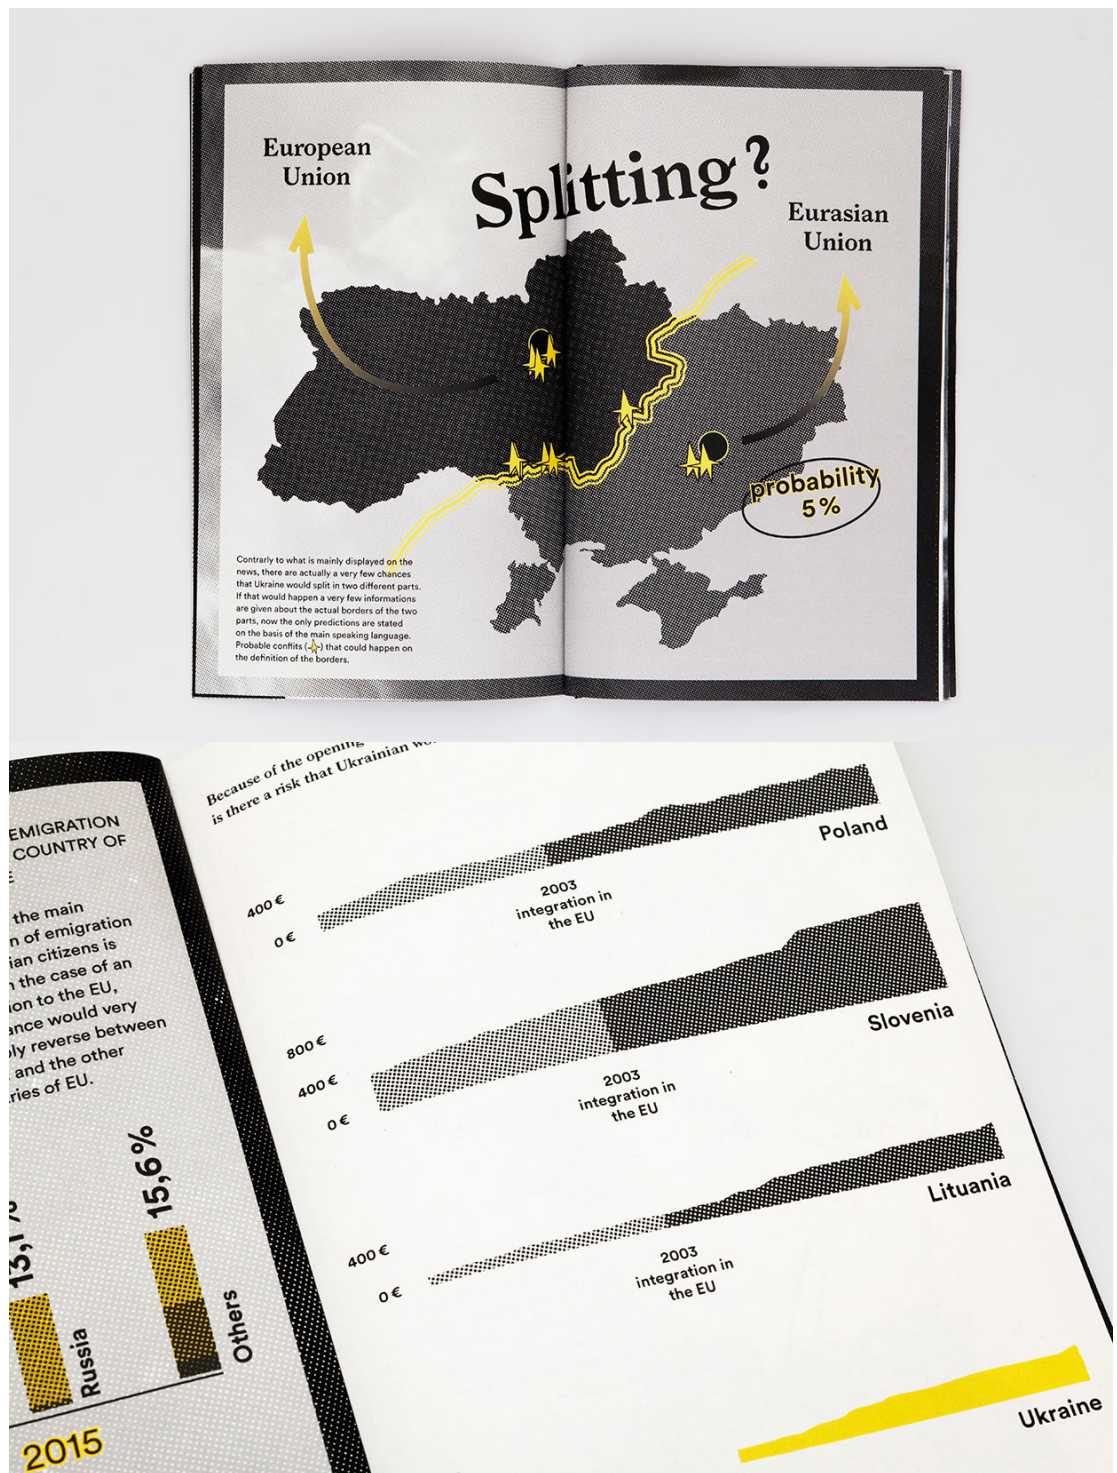 European
Union
Splitting?
Eurasian
Union
probability
5%
Contrarly to what is mainly displayed on the
news, there are actually a very few chances
that Ukraine would split in two different parts.
If that would happen a very few informations
are given about the actual borders of the two
parts, now the only predictions are stated
on the basis of the main speaking language.
Probable conflits ( ) that could happen on
the definition of the borders.
EMIGRATION
COUNTRY OF
the main
of emigration
citizens is
the case of an
to the EU,
would very
reverse between
and the other
of EU.
15,6%
Russia
Others
2015
Because of the opening
is there a risk that Ukrainian
400 €
0 €
2003
integration in
the EU
Poland
800 €
400 €
0 €
2003
integration in
the EU
Slovenia
400 €
0 €
2003
integration in
the EU
Lituania
Ukraine